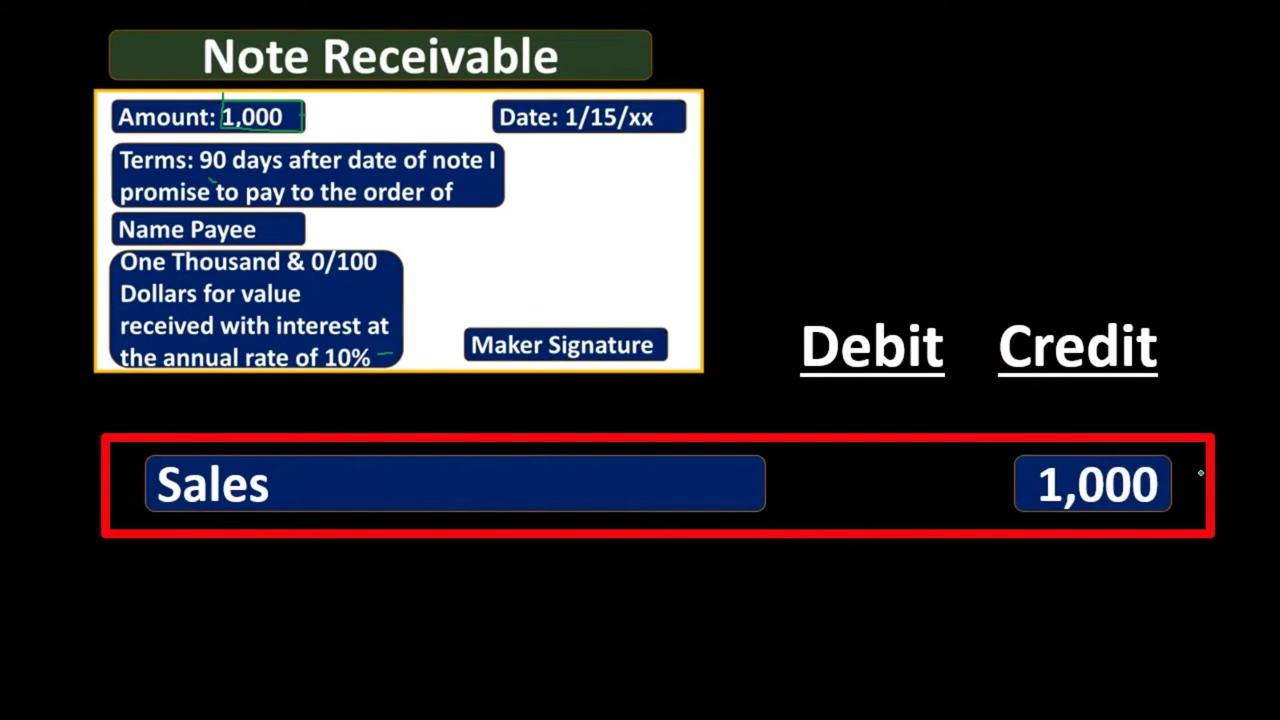 Note Receivable
Amount: 1,000
Date: 1/15/xx
Terms: 90 days after date of note I
promise to pay to the order of
Name Payee
One Thousand & 0/100
Dollars for value
received with interest at
the annual rate of 10%
Maker Signature
Debit Credit
Sales 1,000